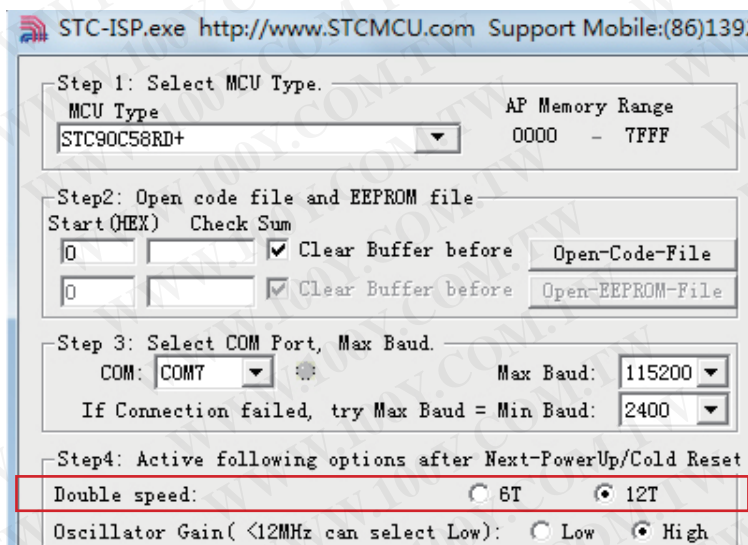 STC-ISP.exe http://www.STCMCU.com Support Mobile:(86)139
Step 1: Select MCU Type.
MCU Type AP Memory Range
STC90C58RD+ 0000 - 7FFF
Step2: Open code file and EEPROM file
Start(HEX) Check Sum
0 Clear Buffer before Open-Code-File
0 Clear Buffer before Open-EEPROM-File
Step 3: Select COM Port, Max Baud.
COM: COM7 Max Baud: 115200
If Connection failed, try Max Baud = Min Baud: 2400
Step4: Active following options after Next-PowerUp/Cold Reset
Double speed: 6T 12T
Oscillator Gain( <12MHz can select Low): Low High
WWW.100Y.COM.TW